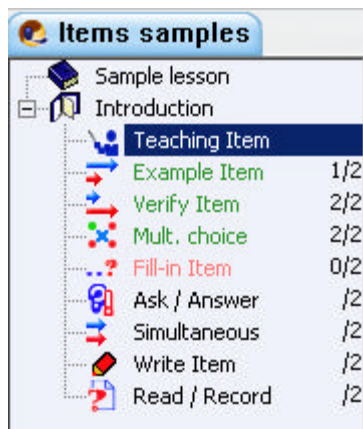 Items samples
Sample lesson
Introduction
Teaching Item
Example Item 1/2
Verify Item 2/2
Mult. choice 2/2
Fill-in Item 0/2
Ask / Answer /2
Simultaneous /2
Write Item /2
Read / Record /2